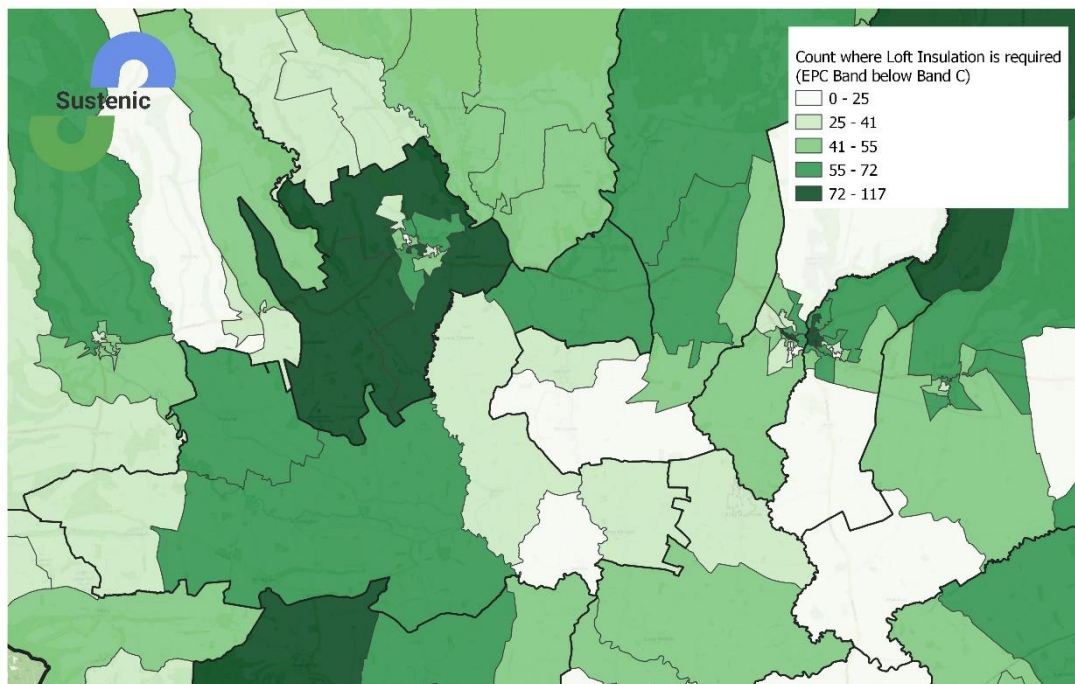 Sustenic
Count where Loft Insulation is required
(EPC Band below Band C)
0 - 25
25 - 41
41 - 55
55 - 72
72 - 117